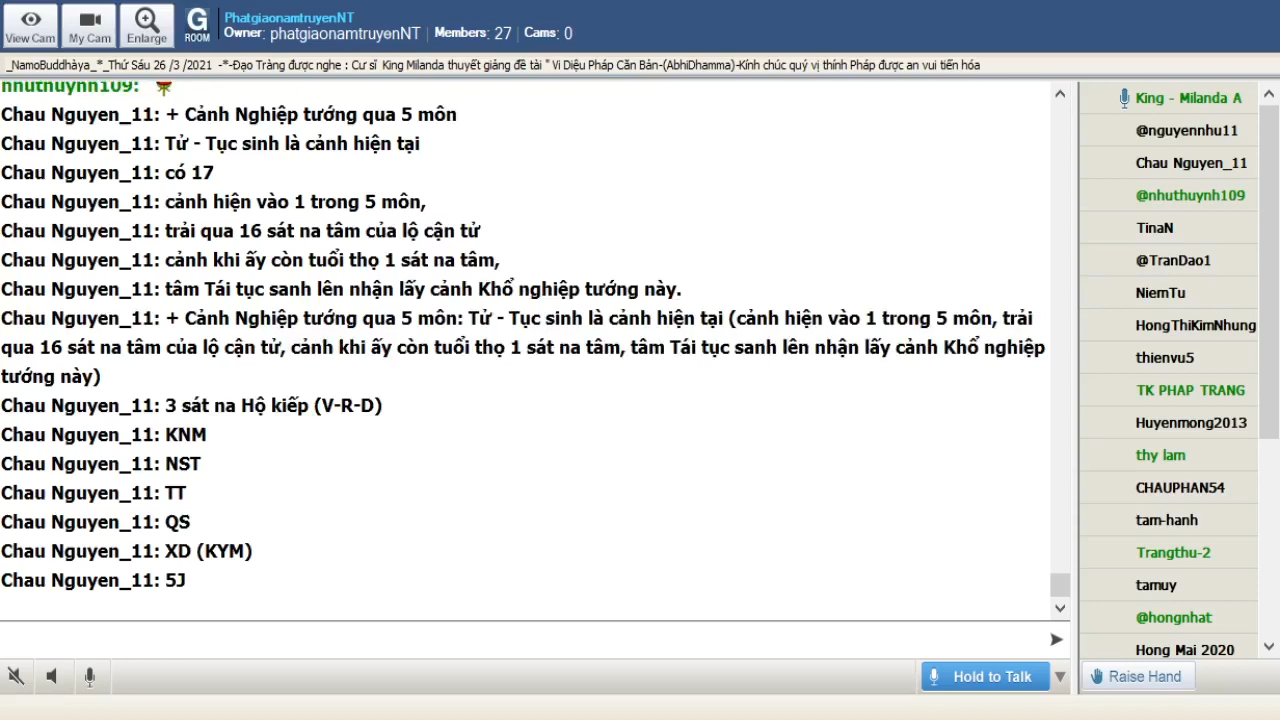 View Cam
My Cam
Enlarge
G
ROOM
PhatgiaonamtruyenNT
Owner: phatgiaonamtruyenNT | Members: 27 | Cams: 0
_NamoBuddhàya_*_Thứ Sáu 26 /3 /2021 -*-Đạo Tràng được nghe : Cư sĩ King Milanda thuyết giảng đề tài " Vi Diệu Pháp Căn Bản-(AbhiDhamma)-Kính chúc quý vị thính Pháp được an vui tiến hóa
nhuthuynh109:
Chau Nguyen_11: + Cảnh Nghiệp tướng qua 5 môn
Chau Nguyen_11: Tử - Tục sinh là cảnh hiện tại
Chau Nguyen_11: có 17
Chau Nguyen_11: cảnh hiện vào 1 trong 5 môn,
Chau Nguyen_11: trải qua 16 sát na tâm của lộ cận tử
Chau Nguyen_11: cảnh khi ấy còn tuổi thọ 1 sát na tâm,
Chau Nguyen_11: tâm Tái tục sanh lên nhận lấy cảnh Khổ nghiệp tướng này.
Chau Nguyen_11: + Cảnh Nghiệp tướng qua 5 môn: Tử - Tục sinh là cảnh hiện tại (cảnh hiện vào 1 trong 5 môn, trải
qua 16 sát na tâm của lộ cận tử, cảnh khi ấy còn tuổi thọ 1 sát na tâm, tâm Tái tục sanh lên nhận lấy cảnh Khổ nghiệp
tướng này)
Chau Nguyen_11: 3 sát na Hộ kiếp (V-R-D)
Chau Nguyen_11: KNM
Chau Nguyen_11: NST
Chau Nguyen_11: TT
Chau Nguyen_11: QS
Chau Nguyen_11: XD (KYM)
Chau Nguyen_11: 5J
King - Milanda A
@nguyennhu11
Chau Nguyen_11
@nhuthuynh109
TinaN
@TranDao1
NiemTu
HongThiKimNhung
thienvu5
TK PHAP TRANG
Huyenmong2013
thy lam
CHAUPHAN54
tam-hanh
Trangthu-2
tamuy
@hongnhat
Hong Mai 2020
Hold to Talk
Raise Hand